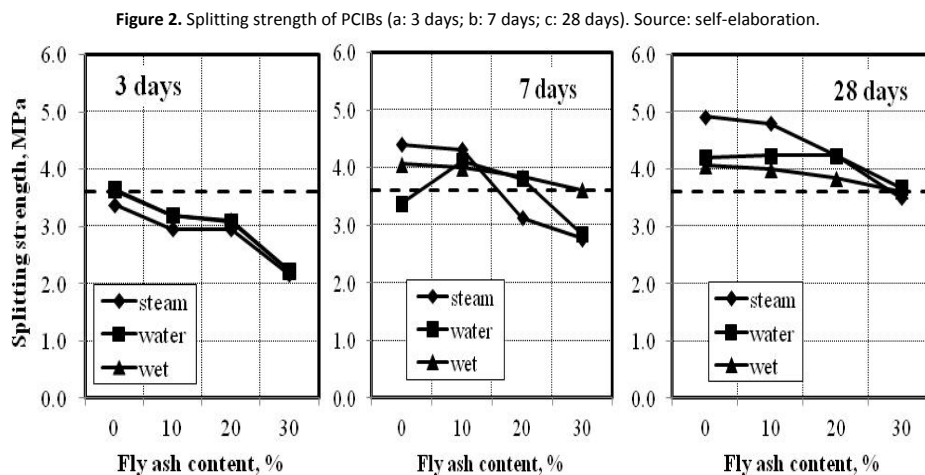 Figure 2. Splitting strength of PCIBs (a: 3 days; b: 7 days; c: 28 days). Source: self-elaboration.
Splitting strength, MPa
6.0
5.0
4.0
3.0
2.0
1.0
0.0
3 days
steam
water
wet
0 10 20 30
Fly ash content, %
6.0
5.0
4.0
3.0
2.0
1.0
0.0
7 days
steam
water
wet
0 10 20 30
Fly ash content, %
6.0
5.0
4.0
3.0
2.0
1.0
0.0
28 days
steam
water
wet
0 10 20 30
Fly ash content, %